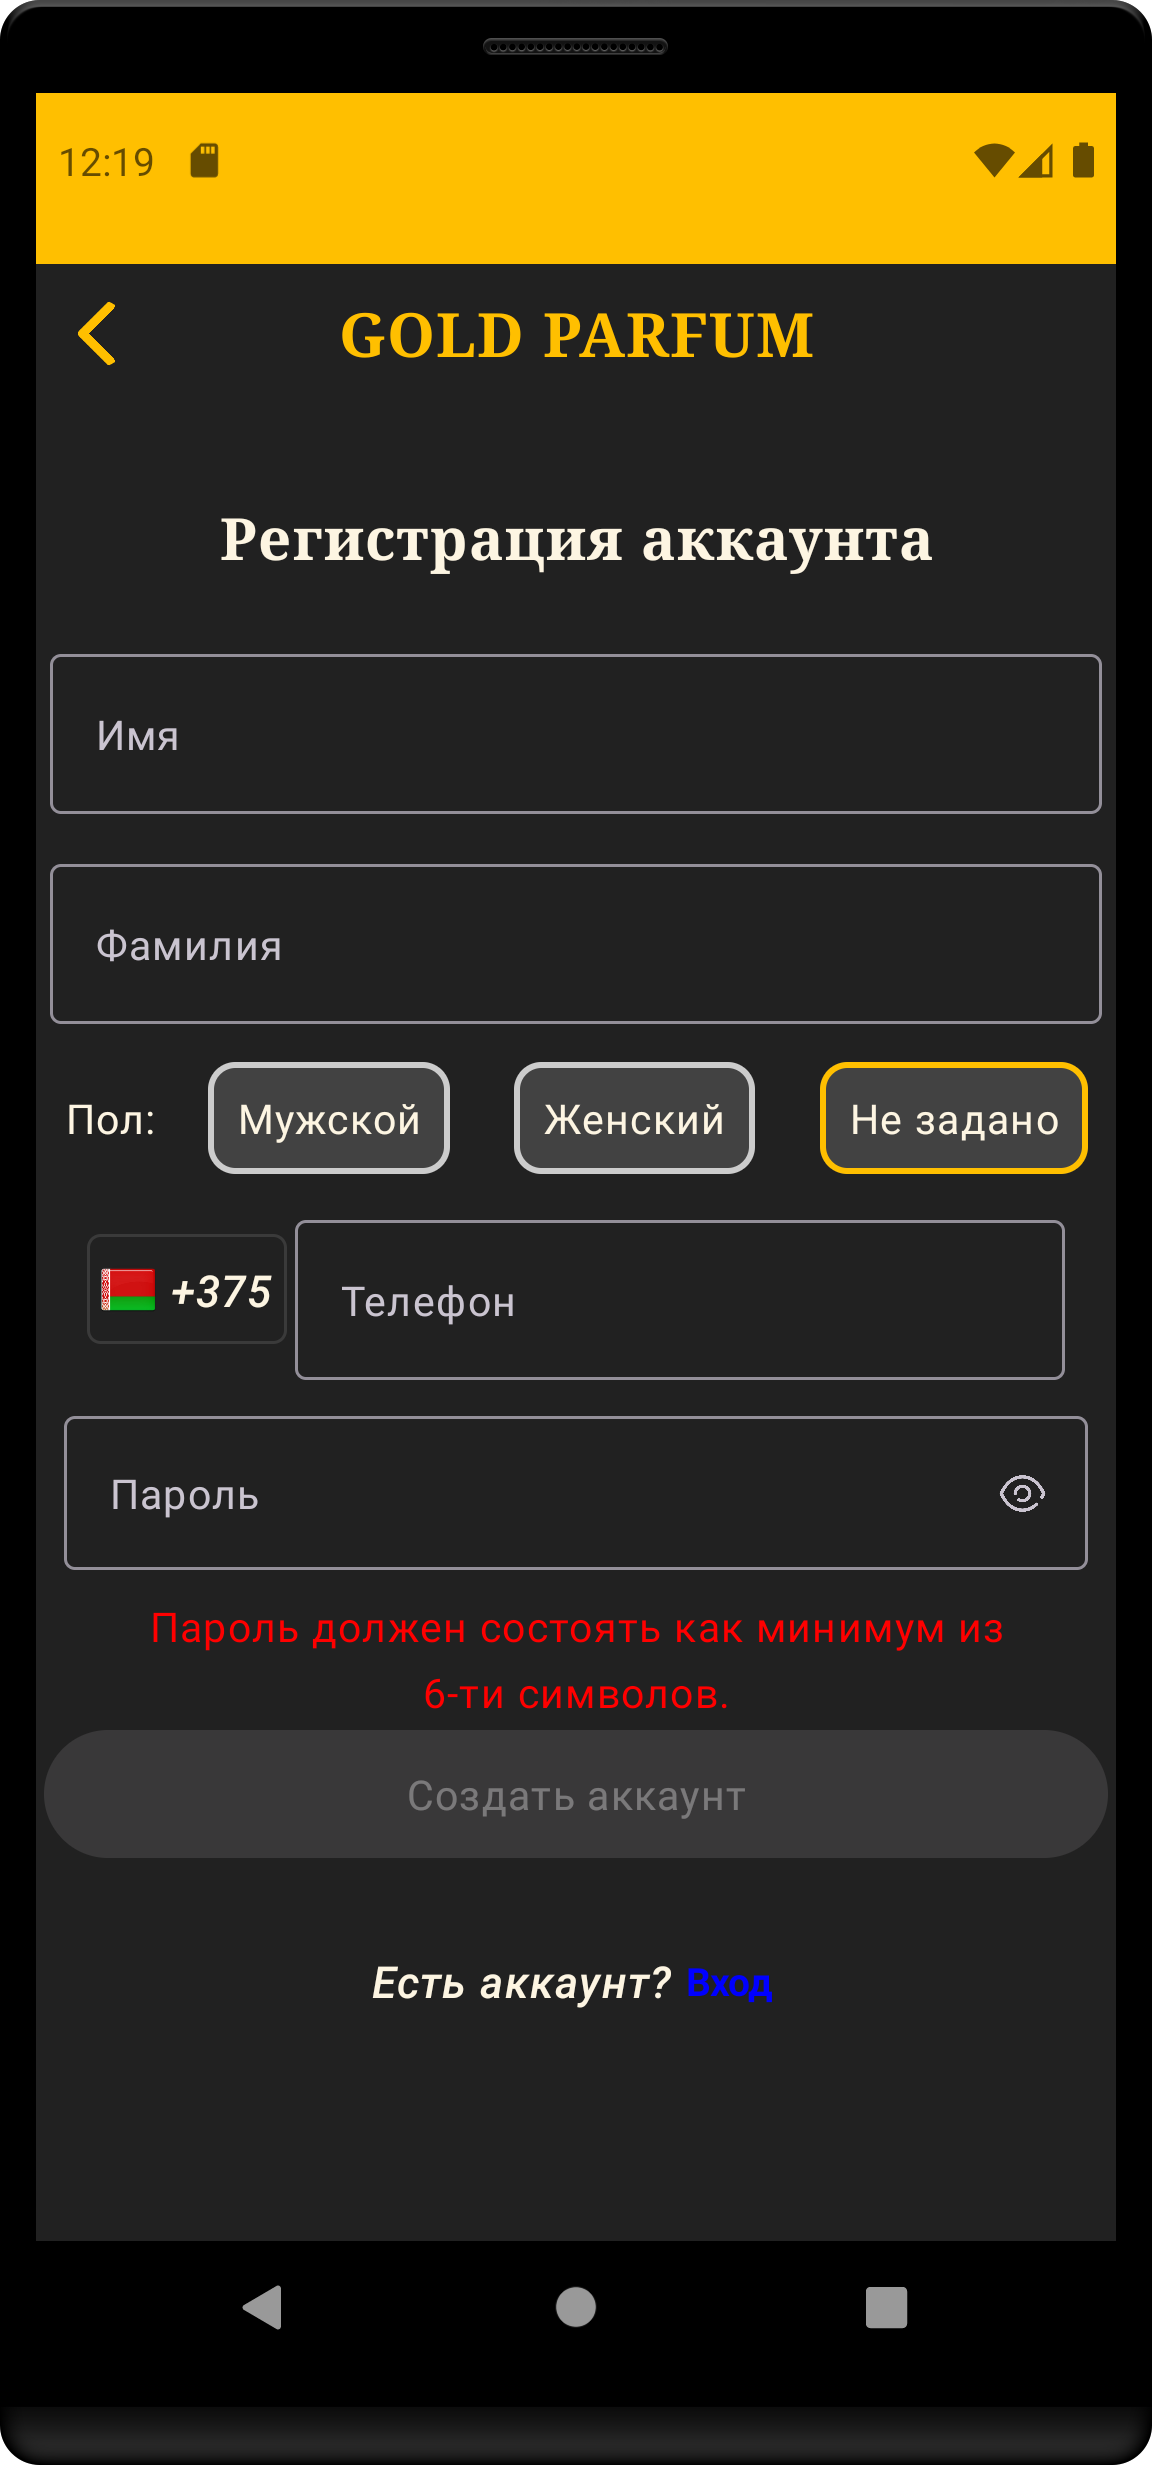 12:19
GOLD PARFUM
Регистрация аккаунта
Имя
Фамилия
Пол: Мужской Женский Не задано
+375 Телефон
Пароль
Пароль должен состоять как минимум из
6-ти символов.
Создать аккаунт
Есть аккаунт? Вход